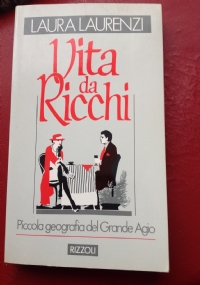 LAURA LAURENZI
Vita
da
Ricchi
Piccola geografia del Grande Agio
RIZZOLI